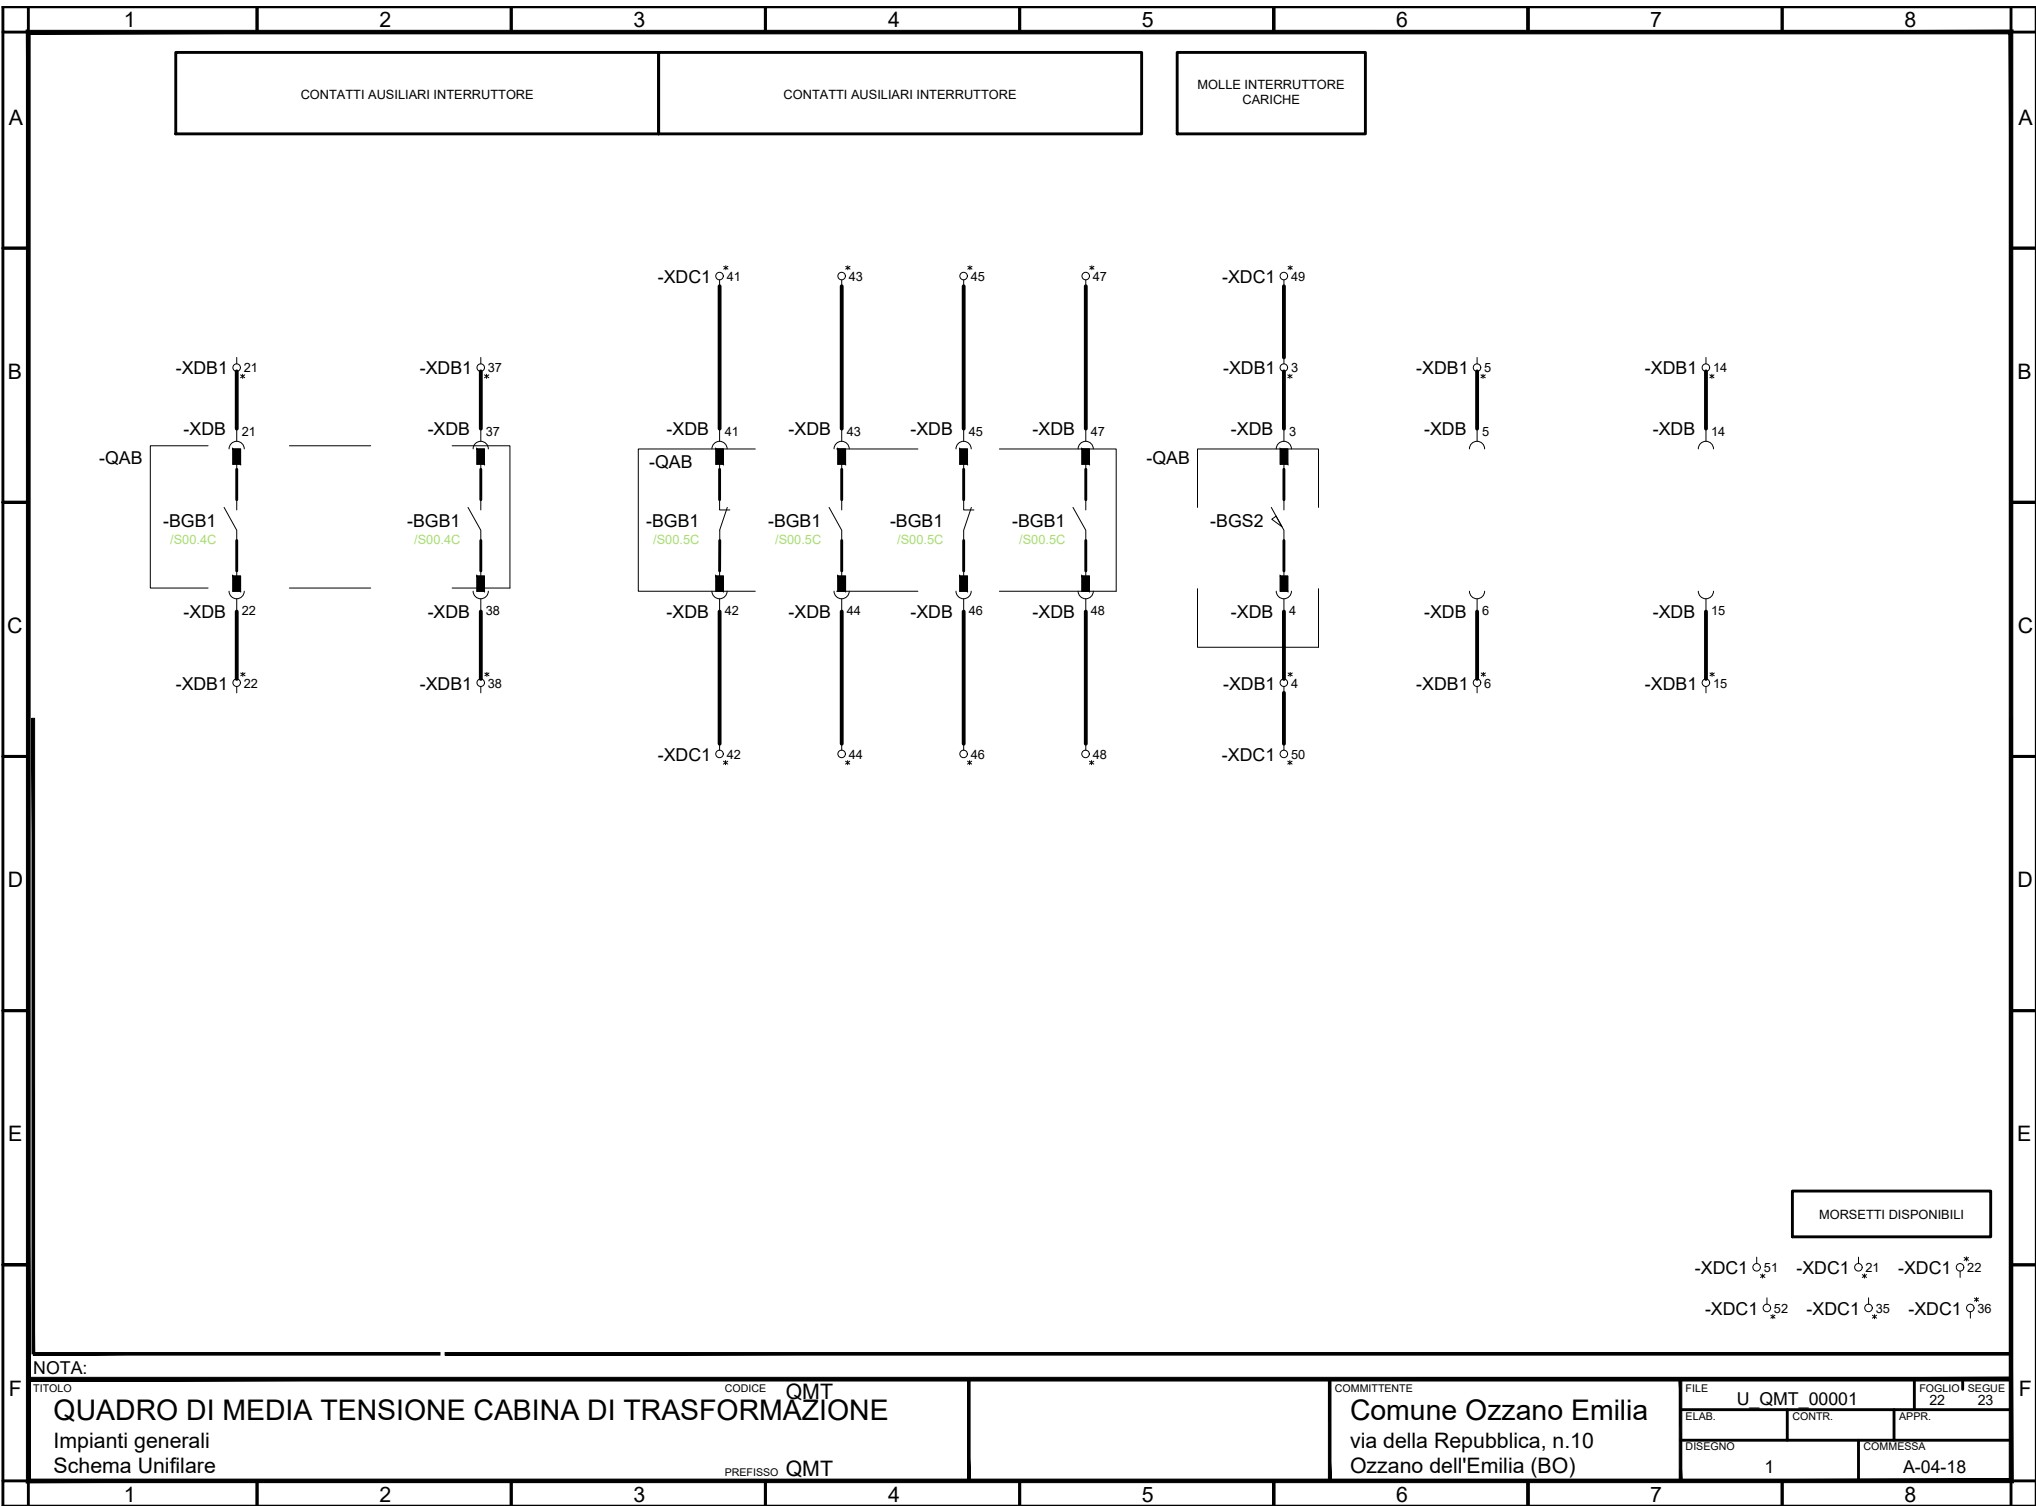 1 2 3 4 5 6 7 8
CONTATTI AUSILIARI INTERRUTTORE CONTATTI AUSILIARI INTERRUTTORE MOLLE INTERRUTTORE
CARICHE
A A
-XDC1 41* 43* 45* 47* -XDC1 49*
B -XDB1 21* -XDB1 37* -XDB1 3* -XDB1 5* -XDB1 14* B
-XDB 21 -XDB 37 -XDB 41 -XDB 43 -XDB 45 -XDB 47 -XDB 3 -XDB 5 -XDB 14
-QAB -QAB -QAB
-BGB1 -BGB1 -BGB1 -BGB1 -BGB1 -BGB1 -BGS2
/S00.4C /S00.4C /S00.5C /S00.5C /S00.5C /S00.5C
-XDB 22 -XDB 38 -XDB 42 -XDB 44 -XDB 46 -XDB 48 -XDB 4 -XDB 6 -XDB 15
C C
-XDB1 22* -XDB1 38* -XDB1 4* -XDB1 6* -XDB1 15*
-XDC1 42* 44* 46* 48* -XDC1 50*
D D
E E
MORSETTI DISPONIBILI
-XDC1 51* -XDC1 21* -XDC1 22*
-XDC1 52* -XDC1 35* -XDC1 36*
NOTA:
F F
TITOLO CODICE QMT
QUADRO DI MEDIA TENSIONE CABINA DI TRASFORMAZIONE
Impianti generali
Schema Unifilare
PREFISSO QMT
COMMITTENTE
Comune Ozzano Emilia
via della Repubblica, n.10
Ozzano dell'Emilia (BO)
FILE U_QMT_00001 FOGLIO 22 SEGUE 23
ELAB. CONTR. APPR.
DISEGNO 1 COMMESSA A-04-18
1 2 3 4 5 6 7 8